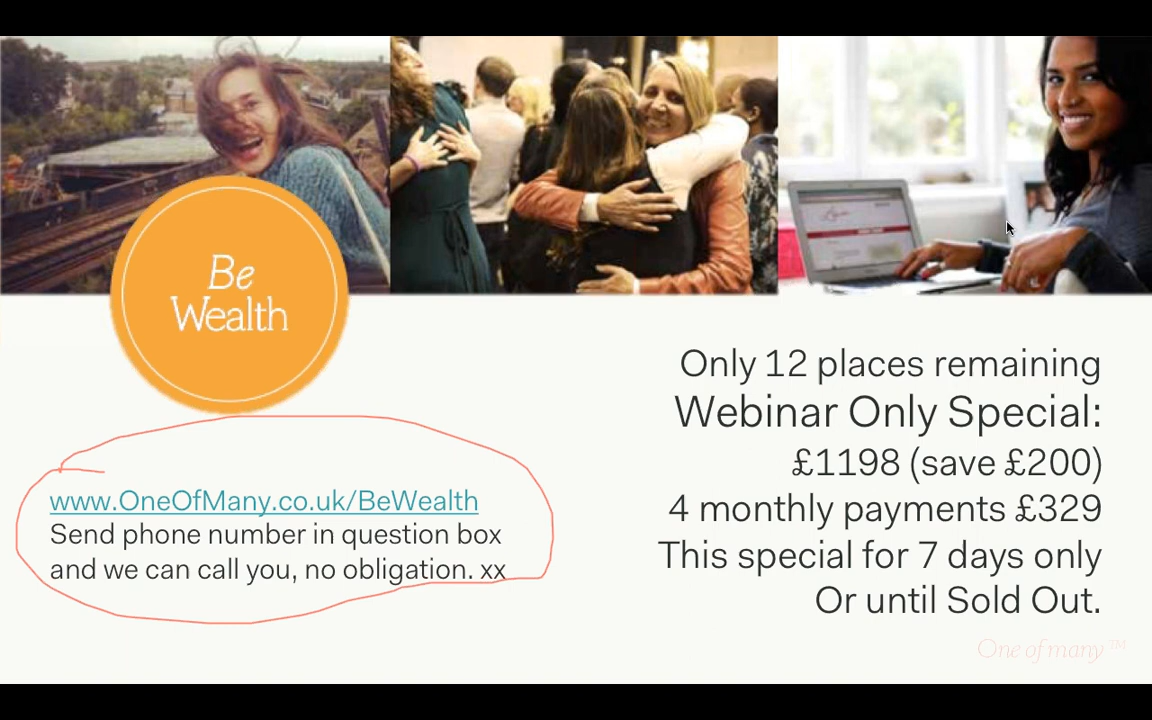 Be
Wealth
www.OneOfMany.co.uk/BeWealth
Send phone number in question box
and we can call you, no obligation. xx
Only 12 places remaining
Webinar Only Special:
£1198 (save £200)
4 monthly payments £329
This special for 7 days only
Or until Sold Out.
One of many ™